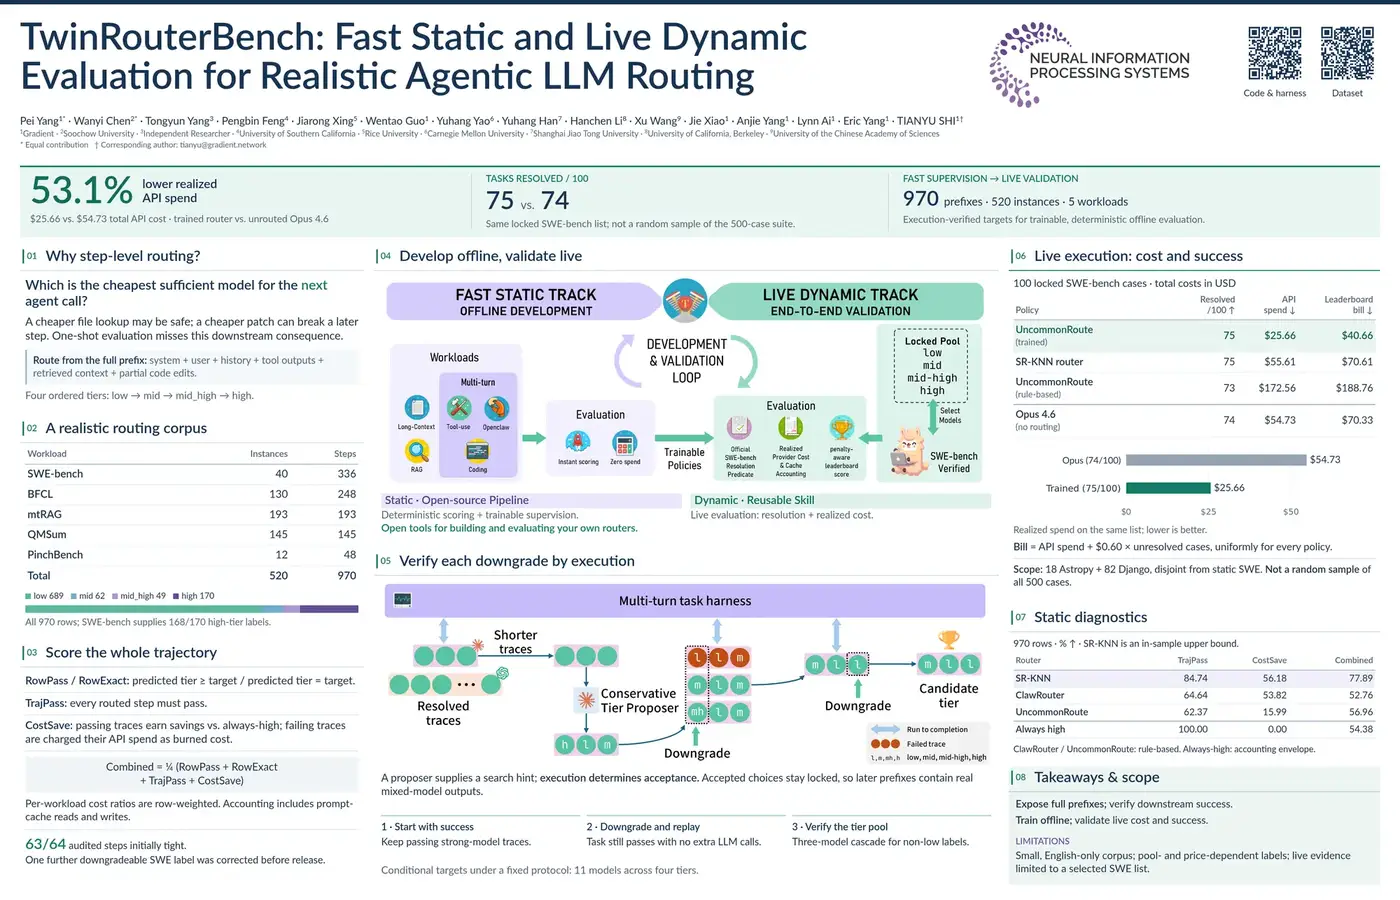 TwinRouterBench: Fast Static and Live Dynamic
Evaluation for Realistic Agentic LLM Routing
NEURAL INFORMATION
PROCESSING SYSTEMS
Code & harness
Dataset
Pei Yang¹* · Wanyi Chen²* · Tongyun Yang³ · Pengbin Feng⁴ · Jiarong Xing⁵ · Wentao Guo¹ · Yuhang Yao⁶ · Yuhang Han⁷ · Hanchen Li⁸ · Xu Wang⁹ · Jie Xiao¹ · Anjie Yang¹ · Lynn Ai¹ · Eric Yang¹ · TIANYU SHI¹†
¹Gradient · ²Soochow University · ³Independent Researcher · ⁴University of Southern California · ⁵Rice University · ⁶Carnegie Mellon University · ⁷Shanghai Jiao Tong University · ⁸University of California, Berkeley · ⁹University of the Chinese Academy of Sciences
* Equal contribution † Corresponding author: tianyu@gradient.network
53.1% lower realized API spend
$25.66 vs. $54.73 total API cost · trained router vs. unrouted Opus 4.6
TASKS RESOLVED / 100
75 vs. 74
Same locked SWE-bench list; not a random sample of the 500-case suite.
FAST SUPERVISION → LIVE VALIDATION
970 prefixes · 520 instances · 5 workloads
Execution-verified targets for trainable, deterministic offline evaluation.
01 Why step-level routing?
Which is the cheapest sufficient model for the next
agent call?
A cheaper file lookup may be safe; a cheaper patch can break a later
step. One-shot evaluation misses this downstream consequence.
Route from the full prefix: system + user + history + tool outputs +
retrieved context + partial code edits.
Four ordered tiers: low → mid → mid_high → high.
02 A realistic routing corpus
Workload Instances Steps
SWE-bench 40 336
BFCL 130 248
mtRAG 193 193
QMSum 145 145
PinchBench 12 48
Total 520 970
low 689 mid 62 mid_high 49 high 170
All 970 rows; SWE-bench supplies 168/170 high-tier labels.
03 Score the whole trajectory
RowPass / RowExact: predicted tier ≥ target / predicted tier = target.
TrajPass: every routed step must pass.
CostSave: passing traces earn savings vs. always-high; failing traces
are charged their API spend as burned cost.
Combined = ¼ (RowPass + RowExact
+ TrajPass + CostSave)
Per-workload cost ratios are row-weighted. Accounting includes prompt-
cache reads and writes.
63/64 audited steps initially tight.
One further downgradeable SWE label was corrected before release.
04 Develop offline, validate live
FAST STATIC TRACK
OFFLINE DEVELOPMENT
LIVE DYNAMIC TRACK
END-TO-END VALIDATION
Workloads
Multi-turn
Long-Context
Tool-use
Openclaw
RAG
Coding
DEVELOPMENT
& VALIDATION
LOOP
Evaluation
Instant scoring
Zero spend
Trainable
Policies
Evaluation
Official
SWE-bench
Resolution
Predicate
Realized
Provider Cost
& Cache
Accounting
penalty-
aware
leaderboard
score
Locked Pool
low
mid
mid-high
high
Select
Models
SWE-bench
Verified
Static · Open-source Pipeline
Deterministic scoring + trainable supervision.
Open tools for building and evaluating your own routers.
Dynamic · Reusable Skill
Live evaluation: resolution + realized cost.
05 Verify each downgrade by execution
Multi-turn task harness
Shorter
traces
Resolved
traces
Conservative
Tier Proposer
h l m
l l m
m l m
mh l m
Downgrade
m l l
Downgrade
m l l
Candidate
tier
Run to completion
Failed trace
l,m,mh,h low, mid, mid-high, high
A proposer supplies a search hint; execution determines acceptance. Accepted choices stay locked, so later prefixes contain real
mixed-model outputs.
1 · Start with success
Keep passing strong-model traces.
2 · Downgrade and replay
Task still passes with no extra LLM calls.
3 · Verify the tier pool
Three-model cascade for non-low labels.
Conditional targets under a fixed protocol: 11 models across four tiers.
06 Live execution: cost and success
100 locked SWE-bench cases · total costs in USD
Policy Resolved /100 ↑ API spend ↓ Leaderboard bill ↓
UncommonRoute (trained) 75 $25.66 $40.66
SR-KNN router 75 $55.61 $70.61
UncommonRoute (rule-based) 73 $172.56 $188.76
Opus 4.6 (no routing) 74 $54.73 $70.33
Opus (74/100) $54.73
Trained (75/100) $25.66
$0 $25 $50
Realized spend on the same list; lower is better.
Bill = API spend + $0.60 × unresolved cases, uniformly for every policy.
Scope: 18 Astropy + 82 Django, disjoint from static SWE. Not a random sample of
all 500 cases.
07 Static diagnostics
970 rows · % ↑ · SR-KNN is an in-sample upper bound.
Router TrajPass CostSave Combined
SR-KNN 84.74 56.18 77.89
ClawRouter 64.64 53.82 52.76
UncommonRoute 62.37 15.99 56.96
Always high 100.00 0.00 54.38
ClawRouter / UncommonRoute: rule-based. Always-high: accounting envelope.
08 Takeaways & scope
Expose full prefixes; verify downstream success.
Train offline; validate live cost and success.
LIMITATIONS
Small, English-only corpus; pool- and price-dependent labels; live evidence
limited to a selected SWE list.